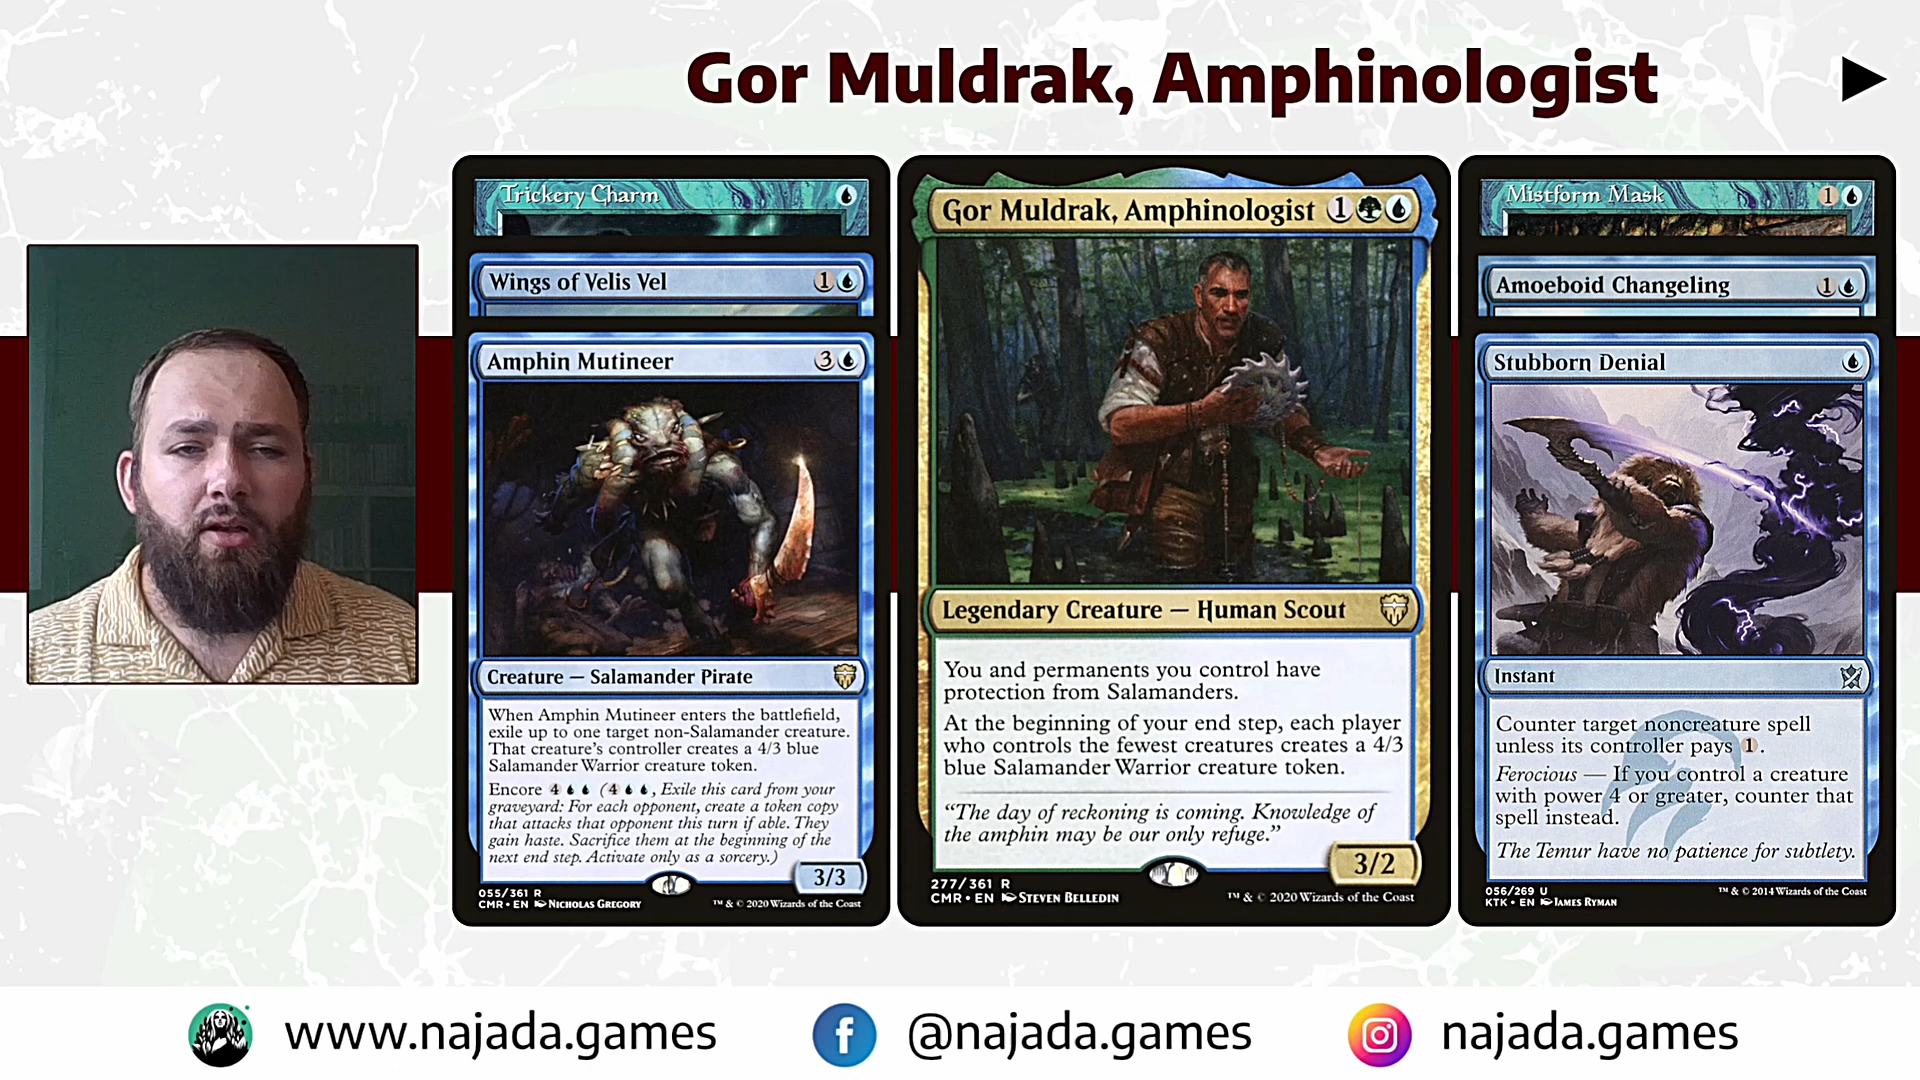 Gor Muldrak, Amphinologist
Trickery Charm
Wings of Velis Vel 1
Amphin Mutineer 3
Creature — Salamander Pirate
When Amphin Mutineer enters the battlefield,
exile up to one target non-Salamander creature.
That creature's controller creates a 4/3 blue
Salamander Warrior creature token.
Encore 4 (4, Exile this card from your
graveyard: For each opponent, create a token copy
that attacks that opponent this turn if able. They
gain haste. Sacrifice them at the beginning of the
next end step. Activate only as a sorcery.)
3/3
055/361 R
CMR • EN Nicholas Gregory
™ & © 2020 Wizards of the Coast
Gor Muldrak, Amphinologist 1
Legendary Creature — Human Scout
You and permanents you control have
protection from Salamanders.
At the beginning of your end step, each player
who controls the fewest creatures creates a 4/3
blue Salamander Warrior creature token.
“The day of reckoning is coming. Knowledge of
the amphin may be our only refuge.”
3/2
277/361 R
CMR • EN Steven Belledin
™ & © 2020 Wizards of the Coast
Mistform Mask 1
Amoeboid Changeling 1
Stubborn Denial
Instant
Counter target noncreature spell
unless its controller pays 1.
Ferocious — If you control a creature
with power 4 or greater, counter that
spell instead.
The Temur have no patience for subtlety.
056/269 U
KTK • EN James Ryman
™ & © 2014 Wizards of the Coast
www.najada.games
@najada.games
najada.games